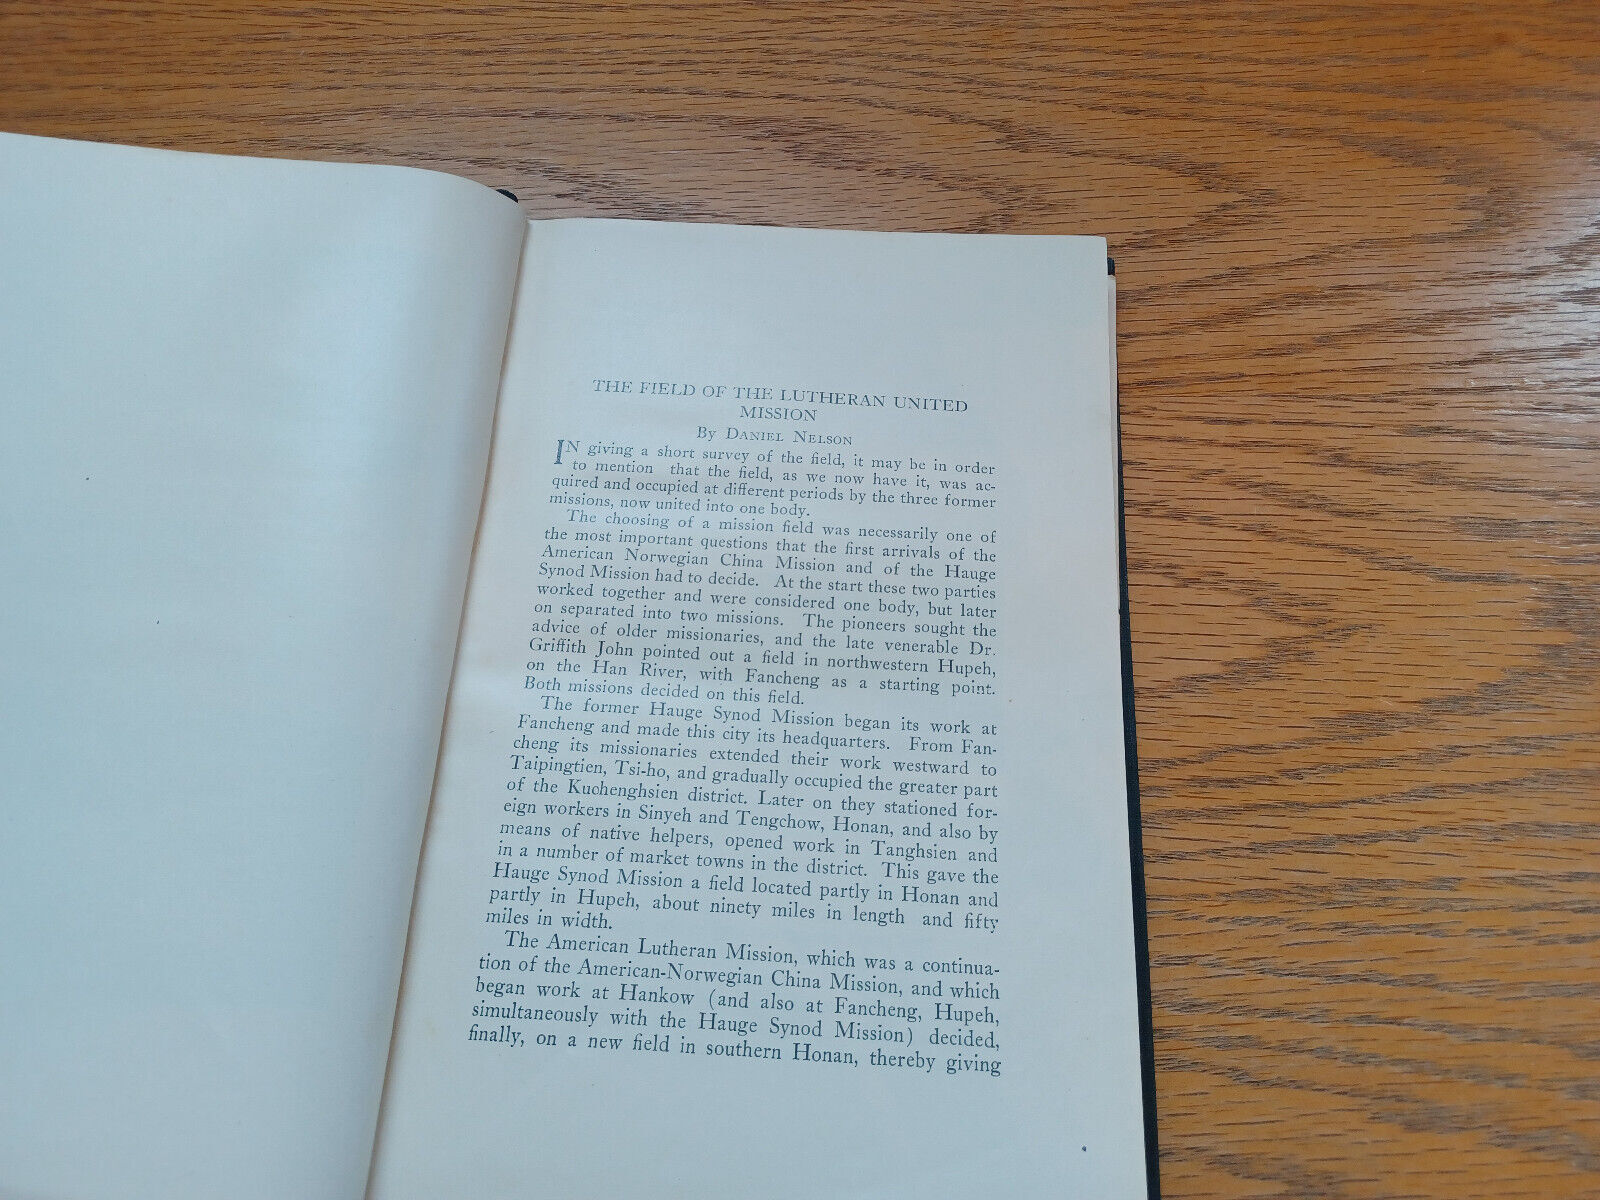 THE FIELD OF THE LUTHERAN UNITED
MISSION
By Daniel Nelson
IN giving a short survey of the field, it may be in order
to mention that the field, as we now have it, was ac-
quired and occupied at different periods by the three former
missions, now united into one body.
The choosing of a mission field was necessarily one of
the most important questions that the first arrivals of the
American Norwegian China Mission and of the Hauge
Synod Mission had to decide. At the start these two parties
worked together and were considered one body, but later
on separated into two missions. The pioneers sought the
advice of older missionaries, and the late venerable Dr.
Griffith John pointed out a field in northwestern Hupeh,
on the Han River, with Fancheng as a starting point.
Both missions decided on this field.
The former Hauge Synod Mission began its work at
Fancheng and made this city its headquarters. From Fan-
cheng its missionaries extended their work westward to
Taipingtien, Tsi-ho, and gradually occupied the greater part
of the Kuchenghsien district. Later on they stationed for-
eign workers in Sinyeh and Tengchow, Honan, and also by
means of native helpers, opened work in Tanghsien and
in a number of market towns in the district. This gave the
Hauge Synod Mission a field located partly in Honan and
partly in Hupeh, about ninety miles in length and fifty
miles in width.
The American Lutheran Mission, which was a continua-
tion of the American-Norwegian China Mission, and which
began work at Hankow (and also at Fancheng, Hupeh,
simultaneously with the Hauge Synod Mission) decided,
finally, on a new field in southern Honan, thereby giving